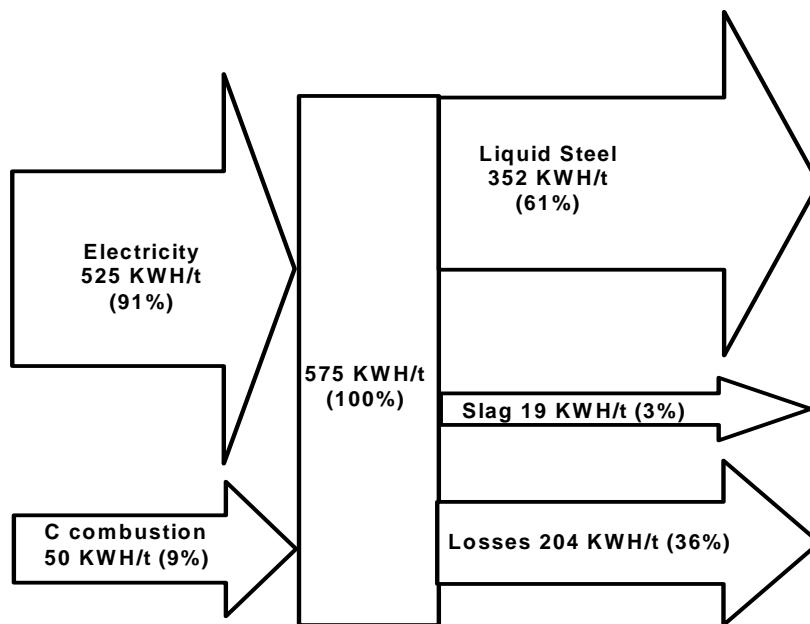 Electricity
525 KWH/t
(91%)
C combustion
50 KWH/t (9%)
575 KWH/t
(100%)
Liquid Steel
352 KWH/t
(61%)
Slag 19 KWH/t (3%)
Losses 204 KWH/t (36%)